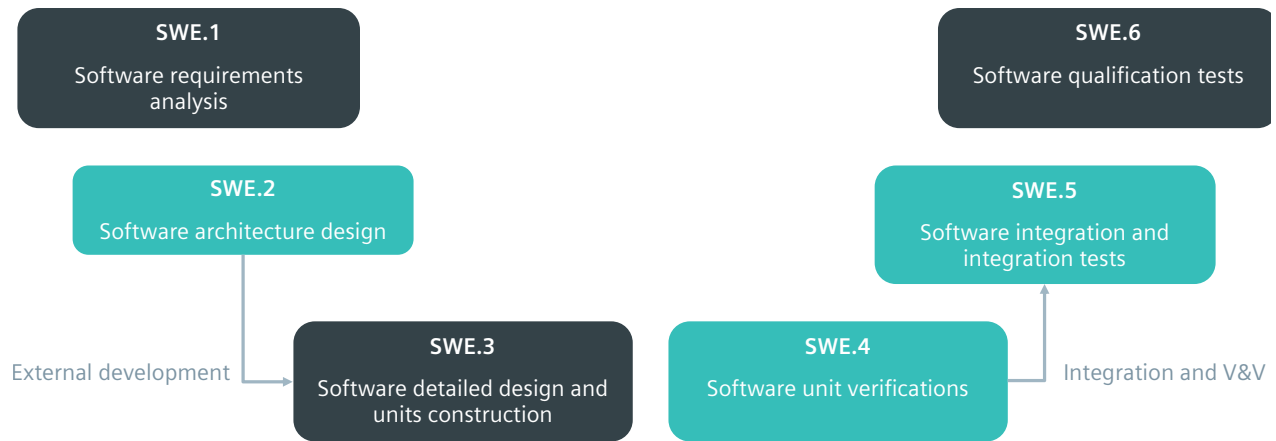 SWE.1
Software requirements
analysis
SWE.6
Software qualification tests
SWE.2
Software architecture design
SWE.5
Software integration and
integration tests
SWE.3
Software detailed design and
units construction
SWE.4
Software unit verifications
External development
Integration and V&V